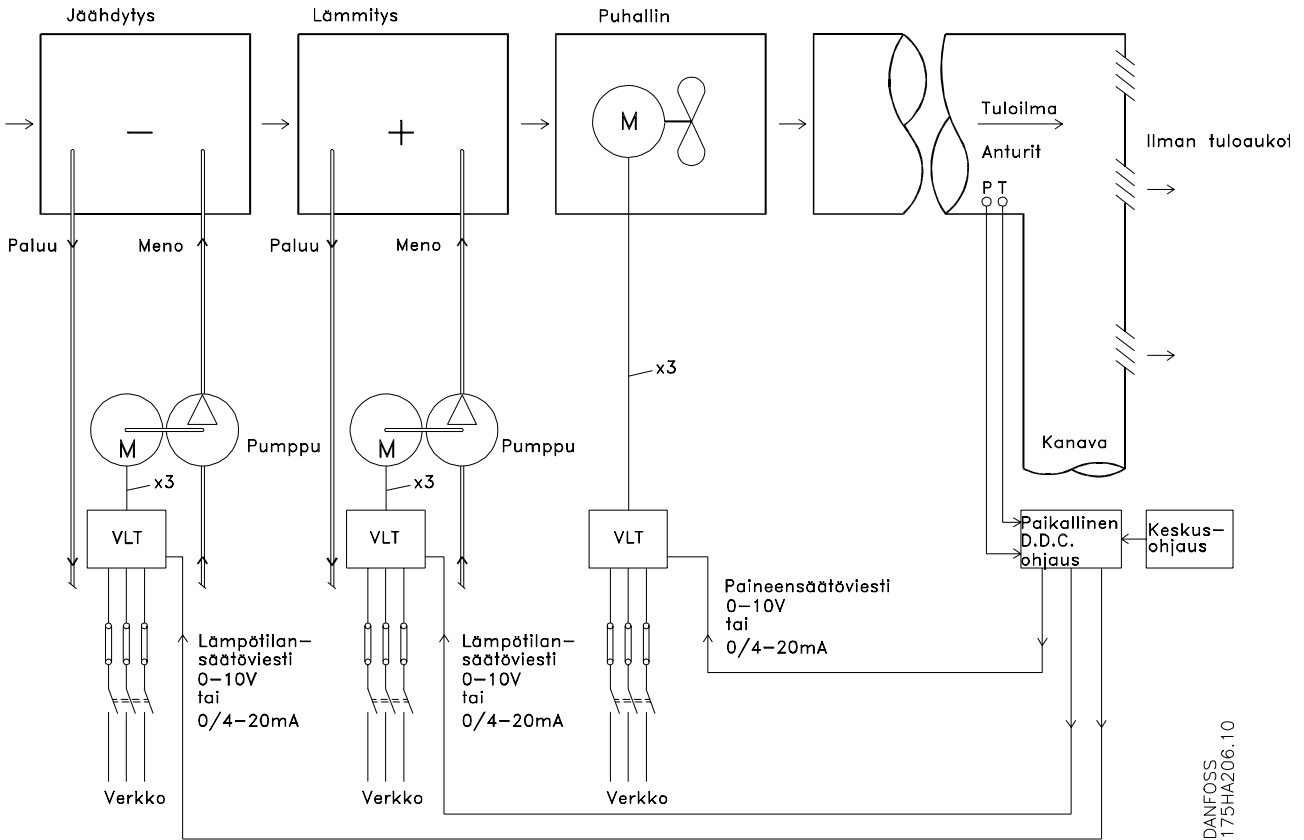 Jäähdytys
Lämmitys
Puhallin
−
+
M
Tuloilma
Anturit
P T
Ilman tuloaukot
Paluu
Meno
Paluu
Meno
x3
M
Pumppu
M
Pumppu
Kanava
x3
x3
VLT
VLT
VLT
Paikallinen
D.D.C.
ohjaus
Keskus-
ohjaus
Paineensäätöviesti
0-10V
tai
0/4-20mA
Lämpötilan-
säätöviesti
0-10V
tai
0/4-20mA
Lämpötilan-
säätöviesti
0-10V
tai
0/4-20mA
Verkko
Verkko
Verkko
DANFOSS
175HA206.10